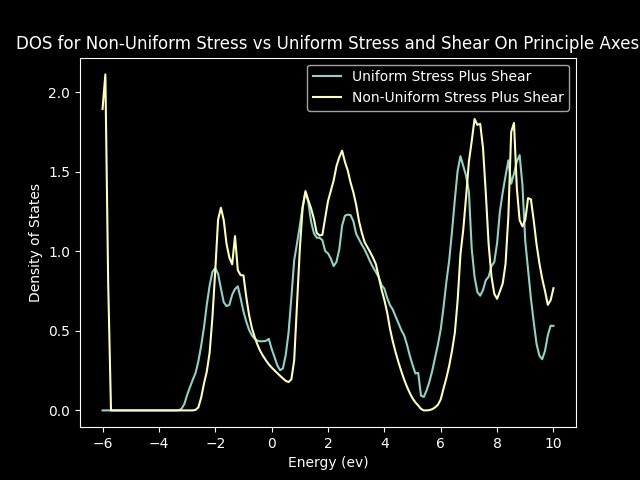 DOS for Non-Uniform Stress vs Uniform Stress and Shear On Principle Axes
Uniform Stress Plus Shear
Non-Uniform Stress Plus Shear
Density of States
2.0
1.5
1.0
0.5
0.0
−6
−4
−2
0
2
4
6
8
10
Energy (ev)